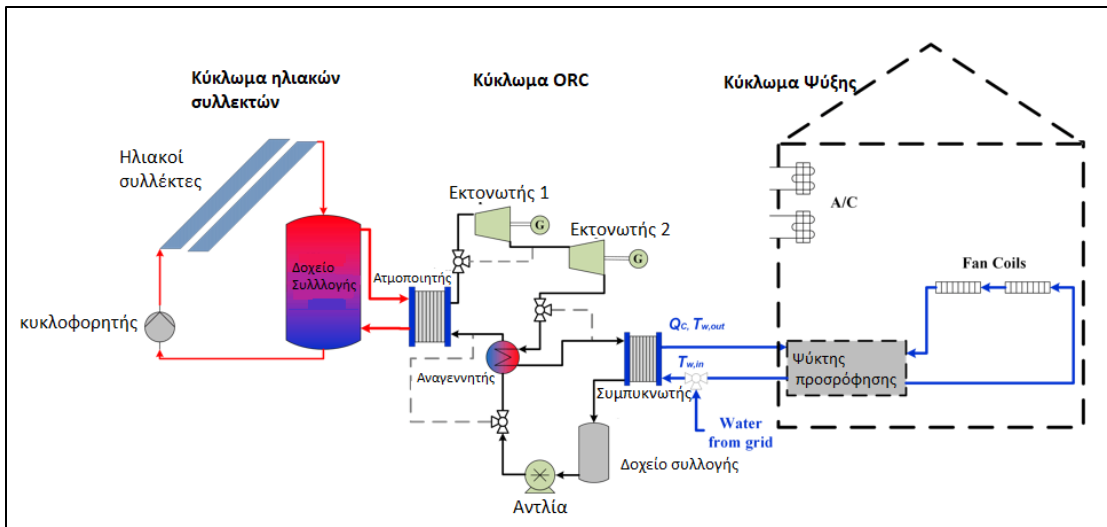 Κύκλωμα ηλιακών
συλλεκτών
Κύκλωμα ORC
Κύκλωμα Ψύξης
Ηλιακοί
συλλέκτες
Εκτονωτής 1
G
Εκτονωτής 2
G
A/C
Δοχείο
Συλλλογής
Ατμοποιητής
Fan Coils
κυκλοφορητής
Qc, Tw,out
Tw,in
Ψύκτης
προσρόφησης
Αναγεννητής
Συμπυκνωτής
Water
from grid
Δοχείο συλλογής
Αντλία